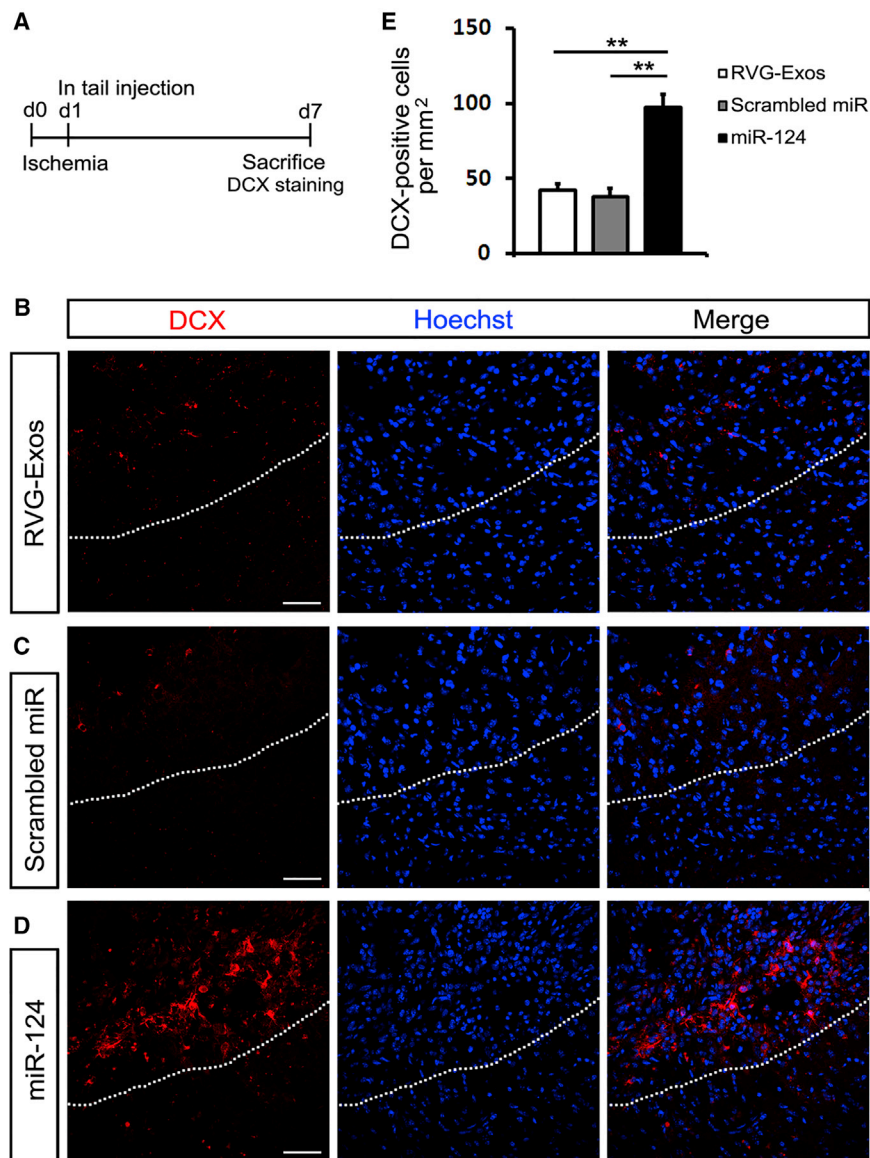 A
In tail injection
d0 d1 d7
Ischemia Sacrifice
DCX staining
E
150
100
50
0
DCX-positive cells
per mm2
**
**
RVG-Exos
Scrambled miR
miR-124
B
DCX Hoechst Merge
RVG-Exos
C
Scrambled miR
D
miR-124